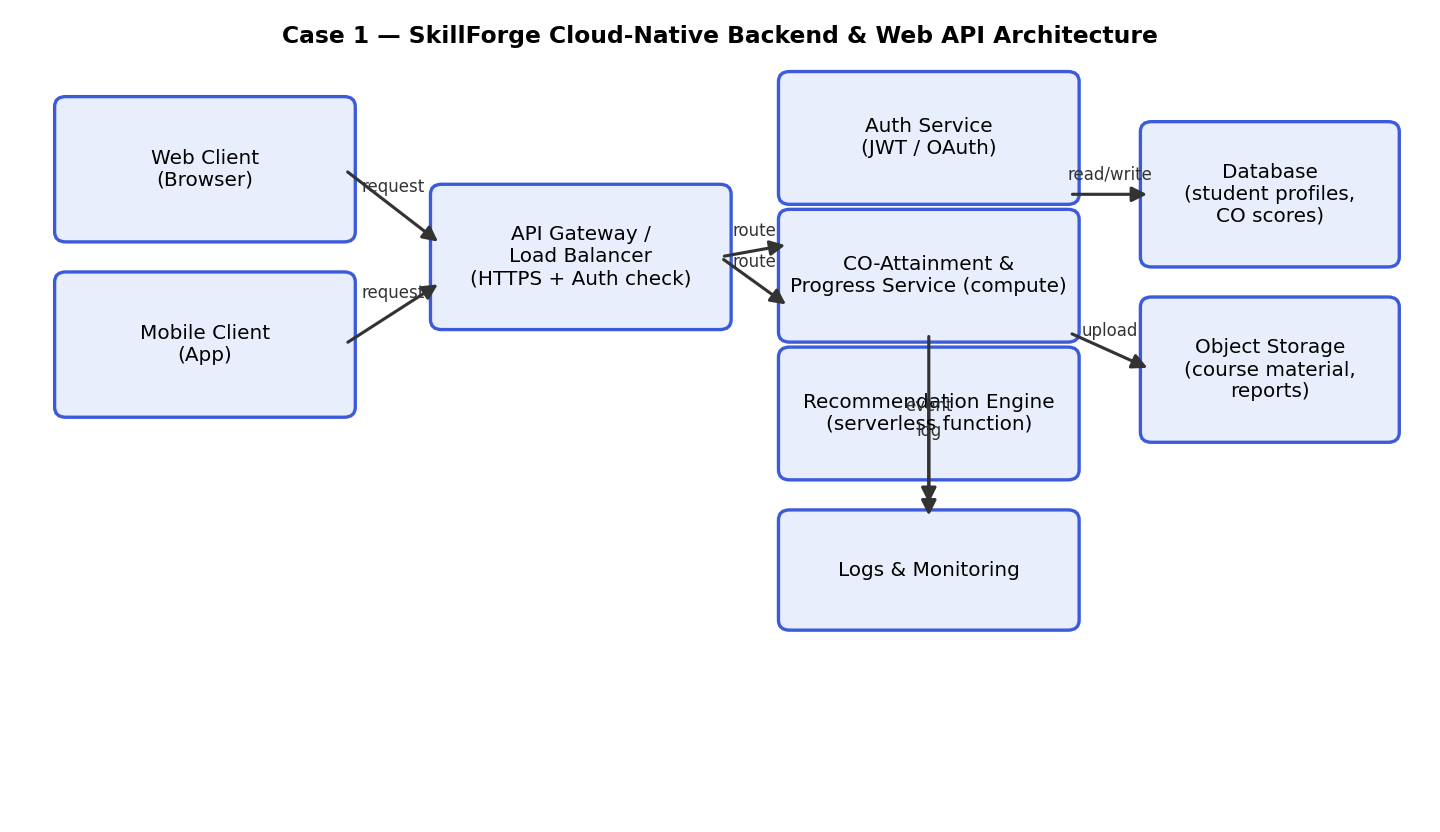 Case 1 — SkillForge Cloud-Native Backend & Web API Architecture
Web Client
(Browser)
Mobile Client
(App)
request
request
API Gateway /
Load Balancer
(HTTPS + Auth check)
route
route
Auth Service
(JWT / OAuth)
CO-Attainment &
Progress Service (compute)
Recommendation Engine
(serverless function)
event
log
Logs & Monitoring
read/write
upload
Database
(student profiles,
CO scores)
Object Storage
(course material,
reports)